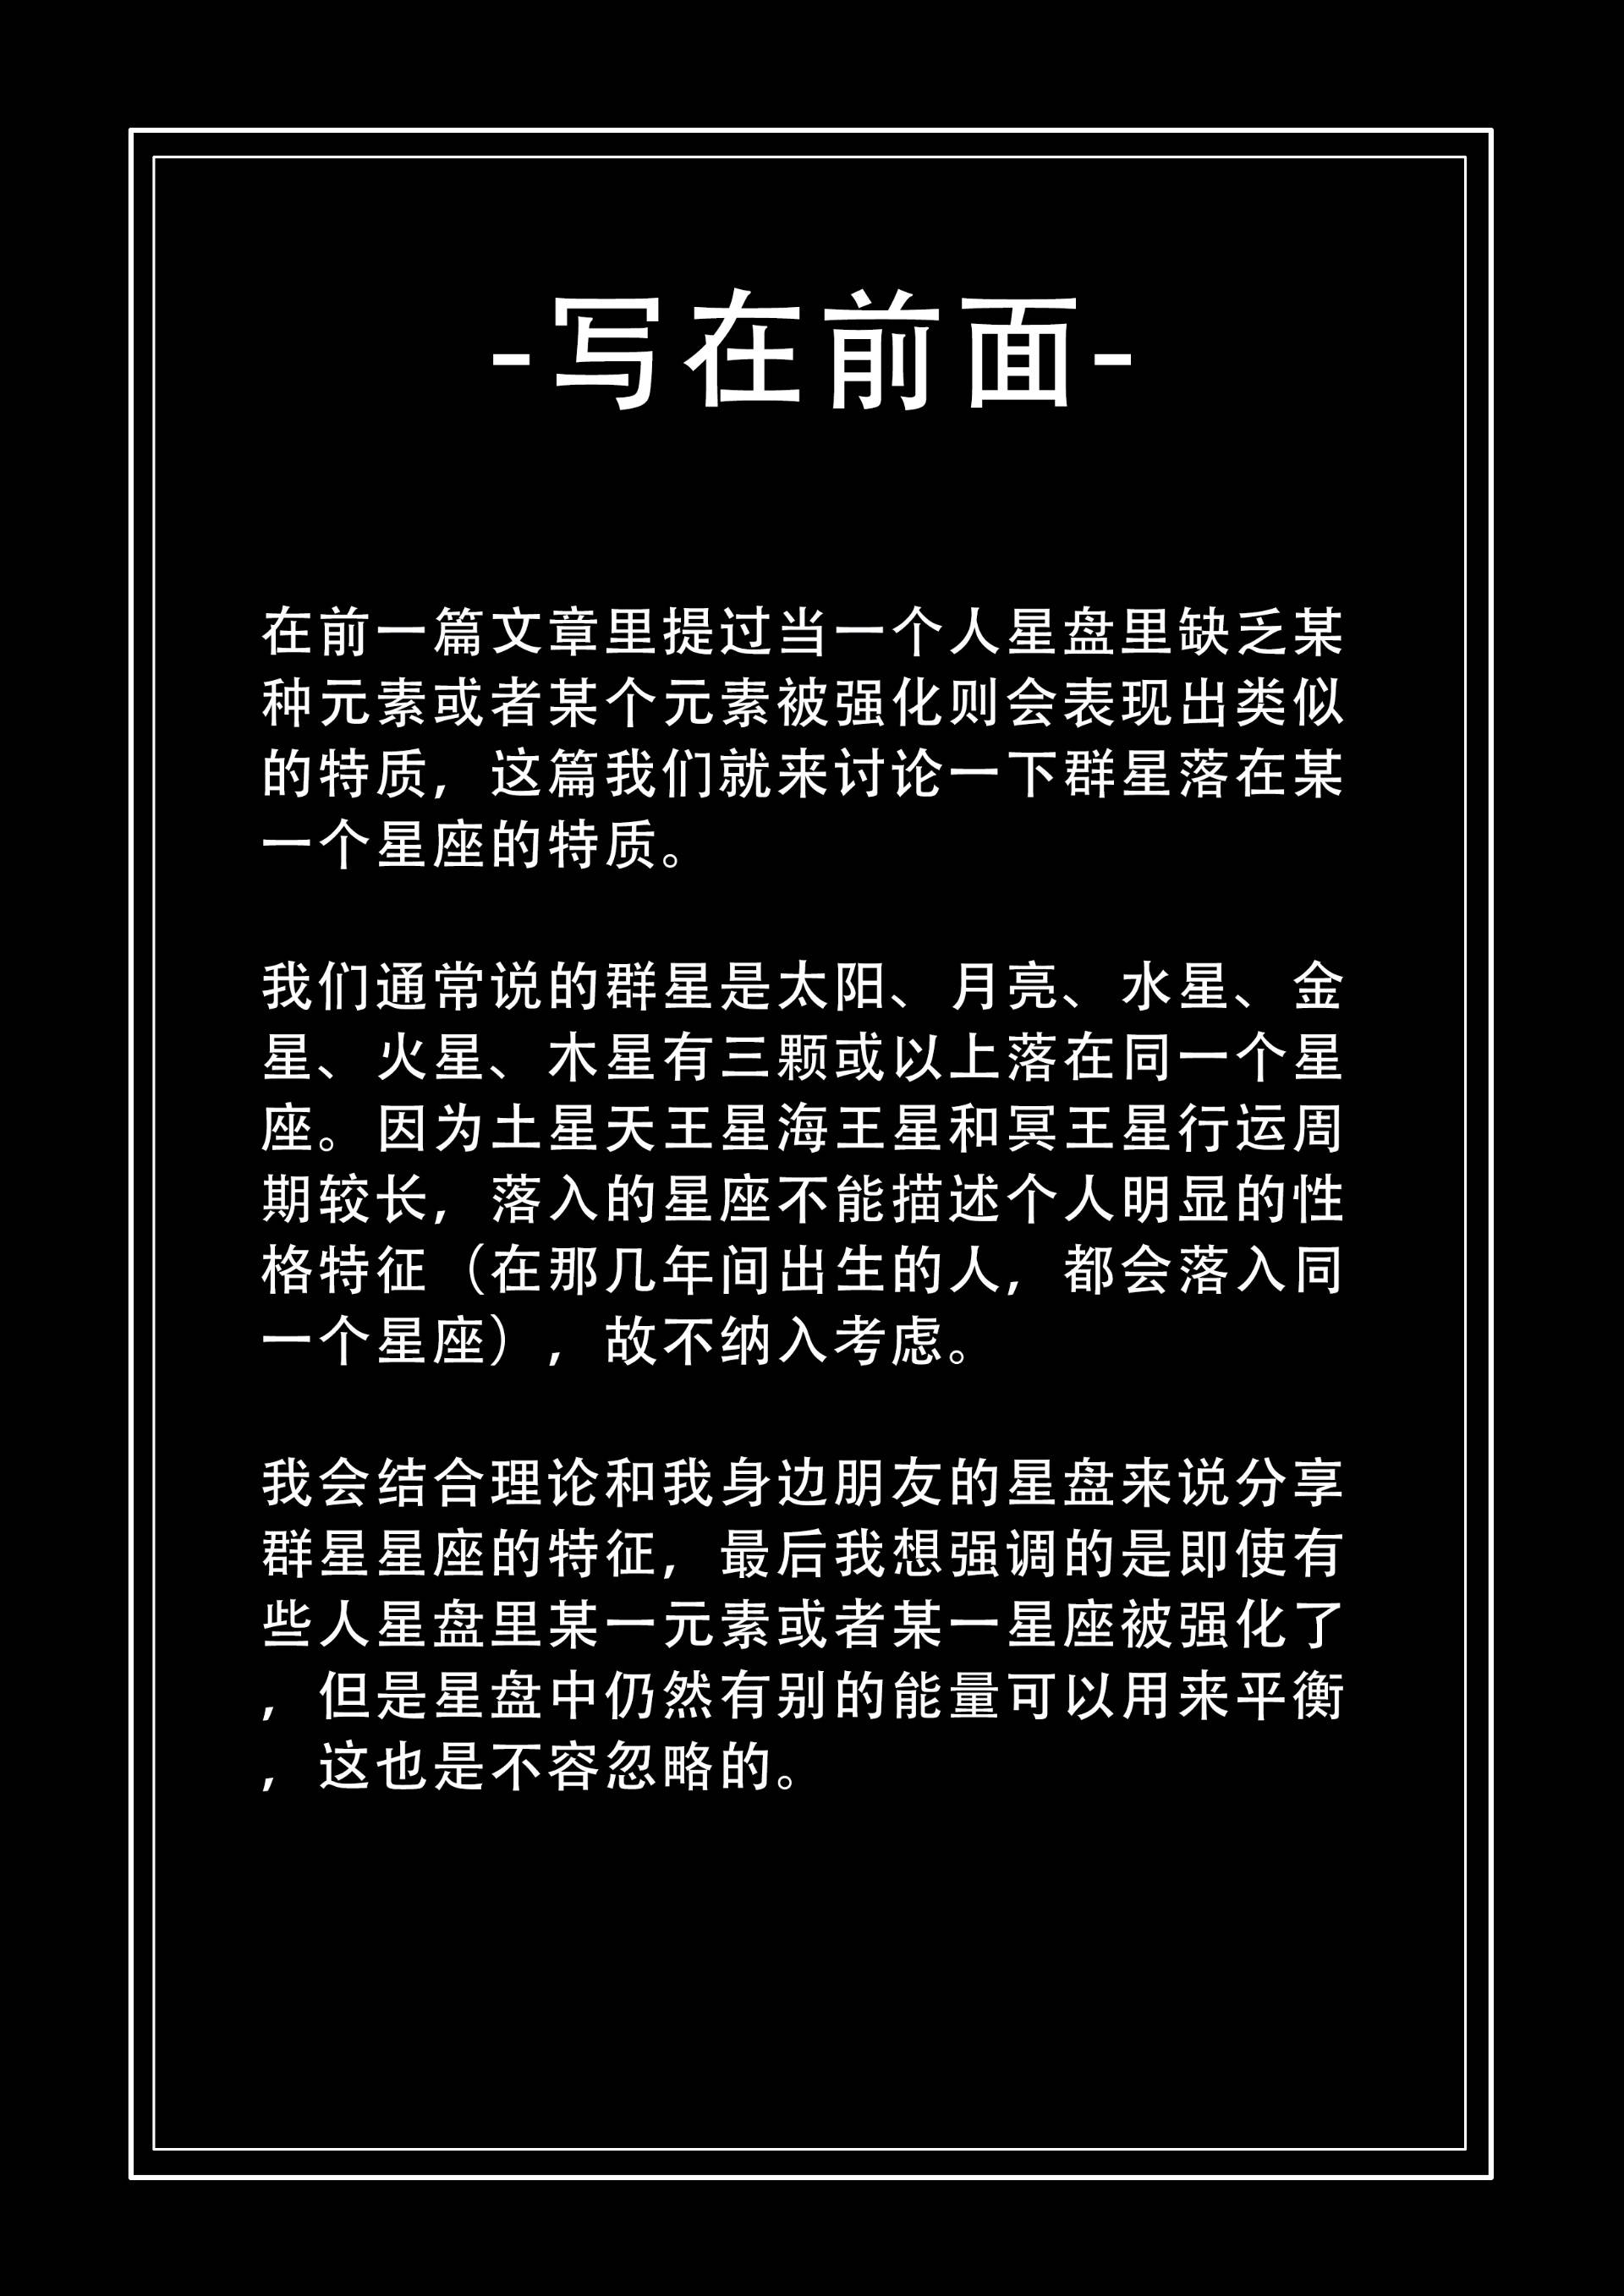 -写在前面-
在前一篇文章里提过当一个人星盘里缺乏某
种元素或者某个元素被强化则会表现出类似
的特质，这篇我们就来讨论一下群星落在某
一个星座的特质。
我们通常说的群星是太阳、月亮、水星、金
星、火星、木星有三颗或以上落在同一个星
座。因为土星天王星海王星和冥王星行运周
期较长，落入的星座不能描述个人明显的性
格特征（在那几年间出生的人，都会落入同
一个星座），故不纳入考虑。
我会结合理论和我身边朋友的星盘来说分享
群星星座的特征，最后我想强调的是即使有
些人星盘里某一元素或者某一星座被强化了
，但是星盘中仍然有别的能量可以用来平衡
，这也是不容忽略的。